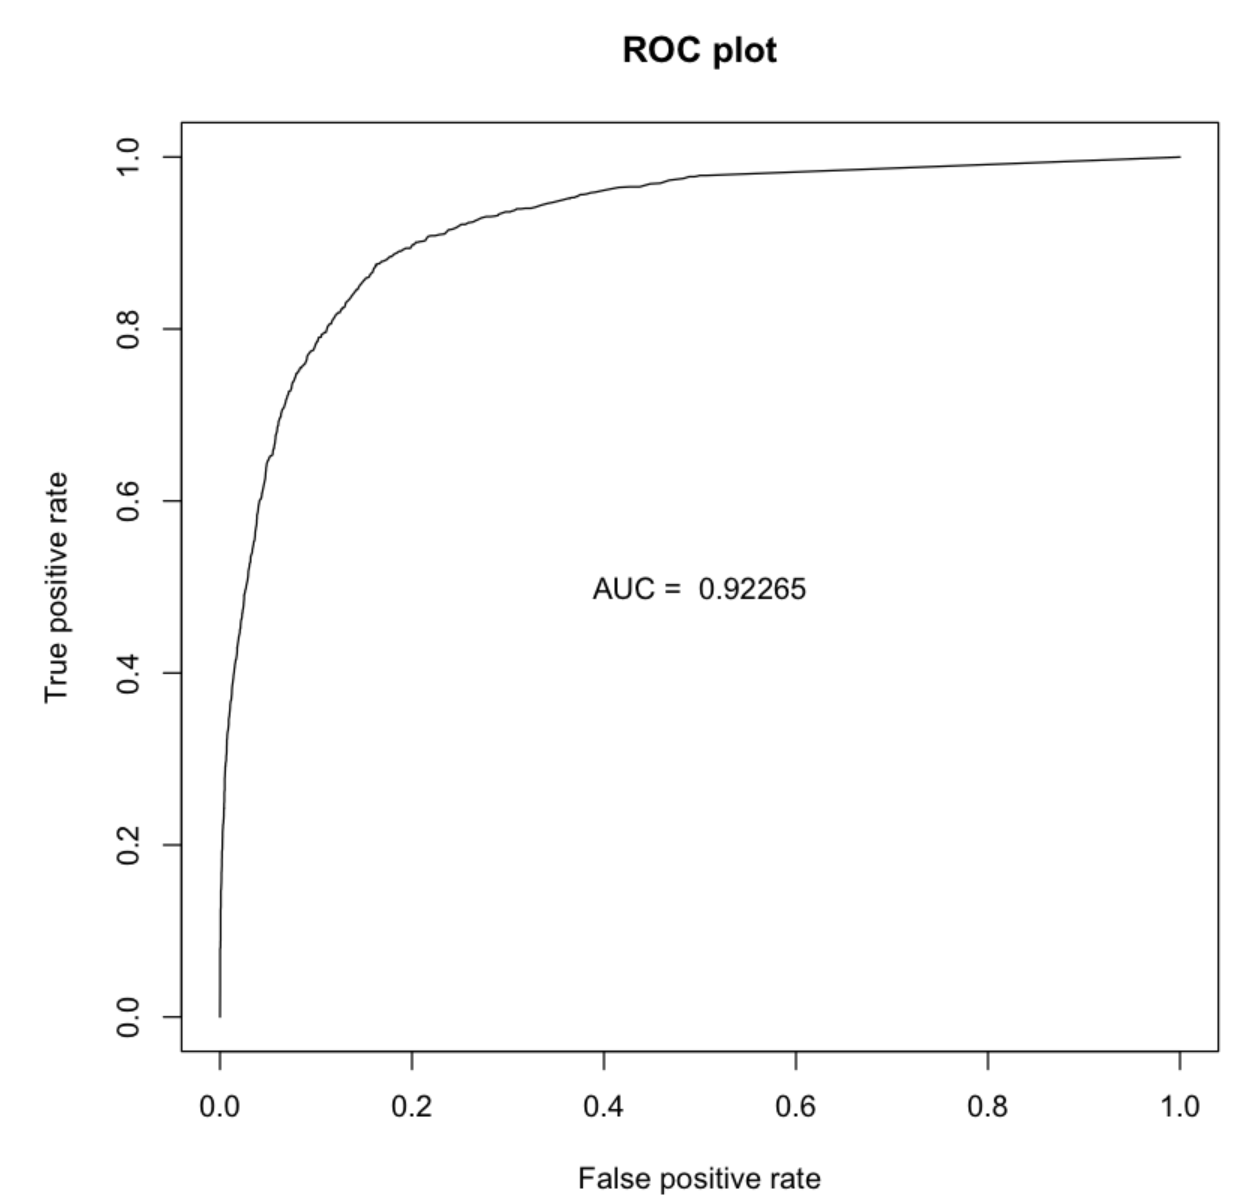 ROC plot
1.0
0.8
0.6
0.4
0.2
0.0
True positive rate
AUC =  0.92265
0.0 0.2 0.4 0.6 0.8 1.0
False positive rate